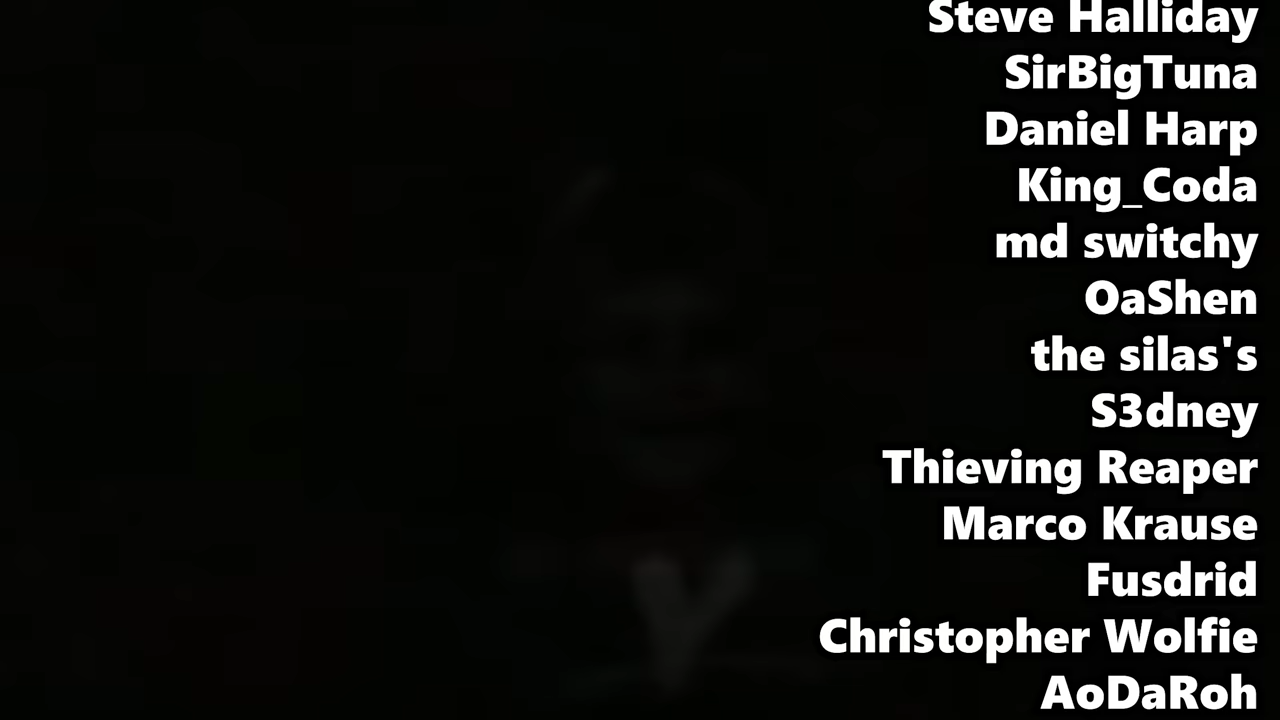 Steve Halliday
SirBigTuna
Daniel Harp
King_Coda
md switchy
OaShen
the silas's
S3dney
Thieving Reaper
Marco Krause
Fusdrid
Christopher Wolfie
AoDaRoh